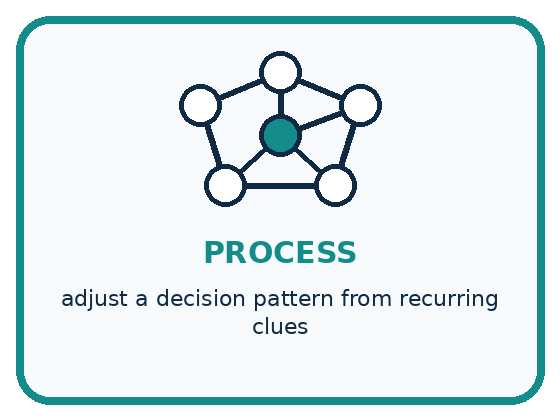 PROCESS
adjust a decision pattern from recurring
clues